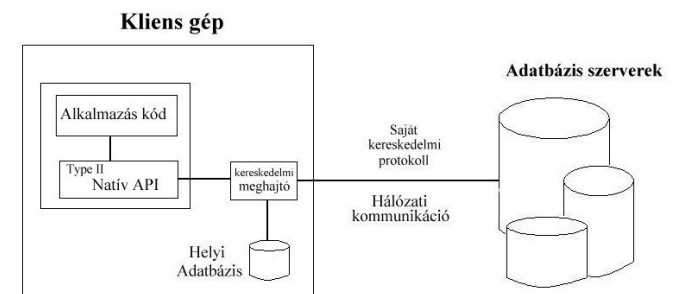 Kliens gép
Adatbázis szerverek
Alkalmazás kód
Type II
Natív API
kereskedelmi
meghajtó
Saját
kereskedelmi
protokoll
Hálózati
kommunikáció
Helyi
Adatbázis